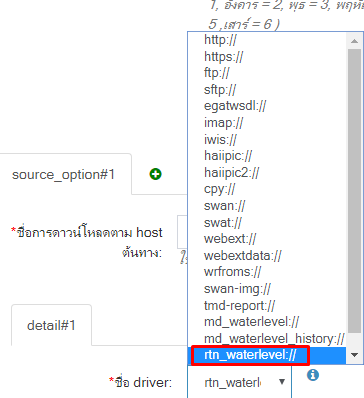 1, อังคาร = 2, พุธ = 3,
5 ,เสาร์ = 6 )
http://
https://
ftp://
sftp://
egatwsdl://
imap://
iwis://
haiipic://
haiipic2://
cpy://
swan://
swat://
webext://
webextdata://
wrfroms://
swan-img://
tmd-report://
md_waterlevel://
md_waterlevel_history://
rtn_waterlevel://
source_option#1
*ชื่อการดาวน์โหลดตาม host
ต้นทาง:
detail#1
*ชื่อ driver:
rtn_waterl